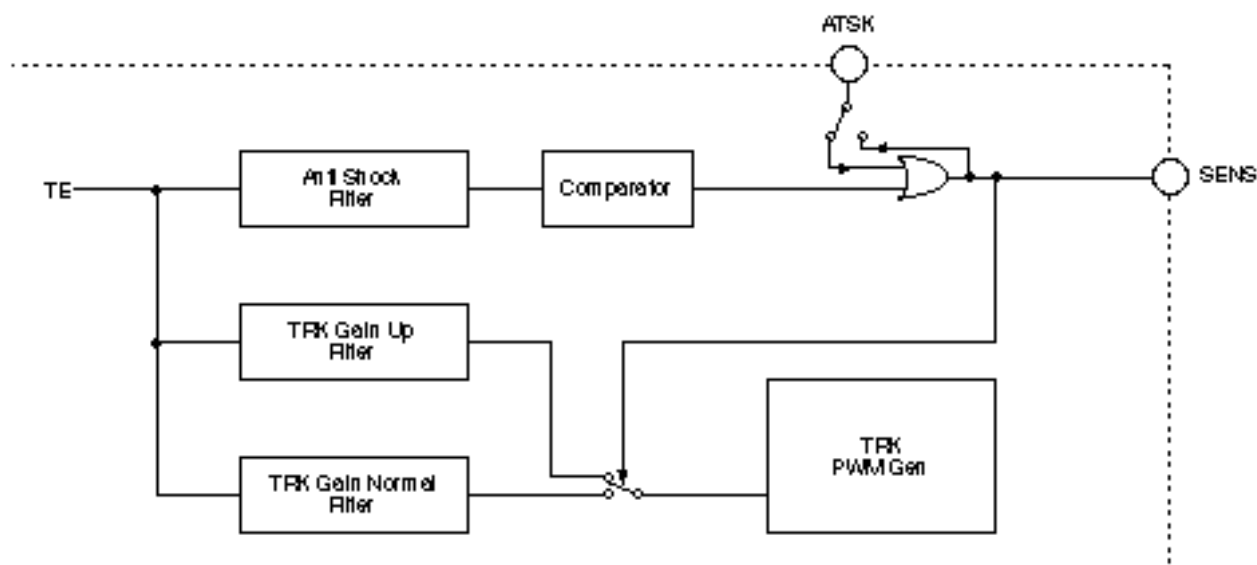 ATSK
TE
Anti Shock
Filter
Comparator
SENS
TRK Gain Up
Filter
TRK Gain Normal
Filter
TRK
PWM Gen